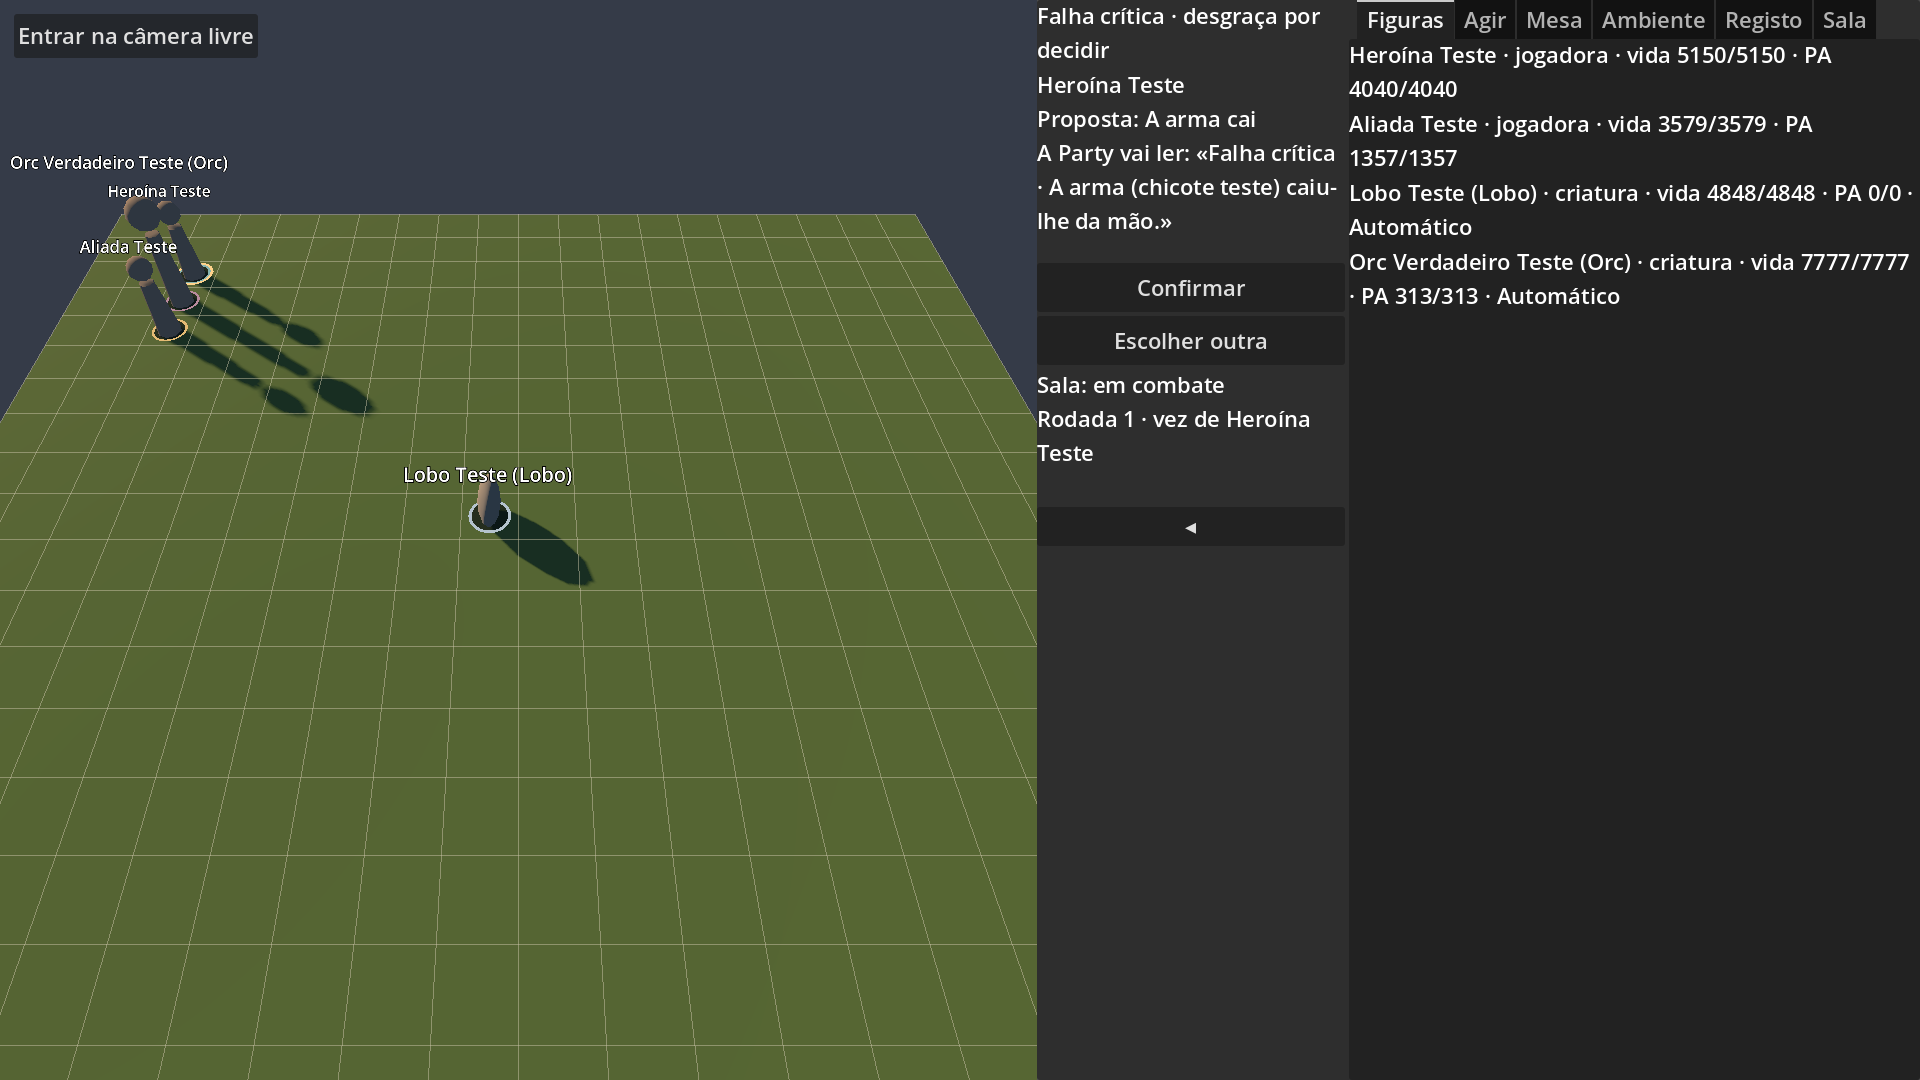 Entrar na câmera livre
Orc Verdadeiro Teste (Orc)
Heroína Teste
Aliada Teste
Lobo Teste (Lobo)
Falha crítica · desgraça por
decidir
Heroína Teste
Proposta: A arma cai
A Party vai ler: «Falha crítica
· A arma (chicote teste) caiu-
lhe da mão.»
Confirmar
Escolher outra
Sala: em combate
Rodada 1 · vez de Heroína
Teste
◄
Figuras Agir Mesa Ambiente Registo Sala
Heroína Teste · jogadora · vida 5150/5150 · PA
4040/4040
Aliada Teste · jogadora · vida 3579/3579 · PA
1357/1357
Lobo Teste (Lobo) · criatura · vida 4848/4848 · PA 0/0 ·
Automático
Orc Verdadeiro Teste (Orc) · criatura · vida 7777/7777
· PA 313/313 · Automático